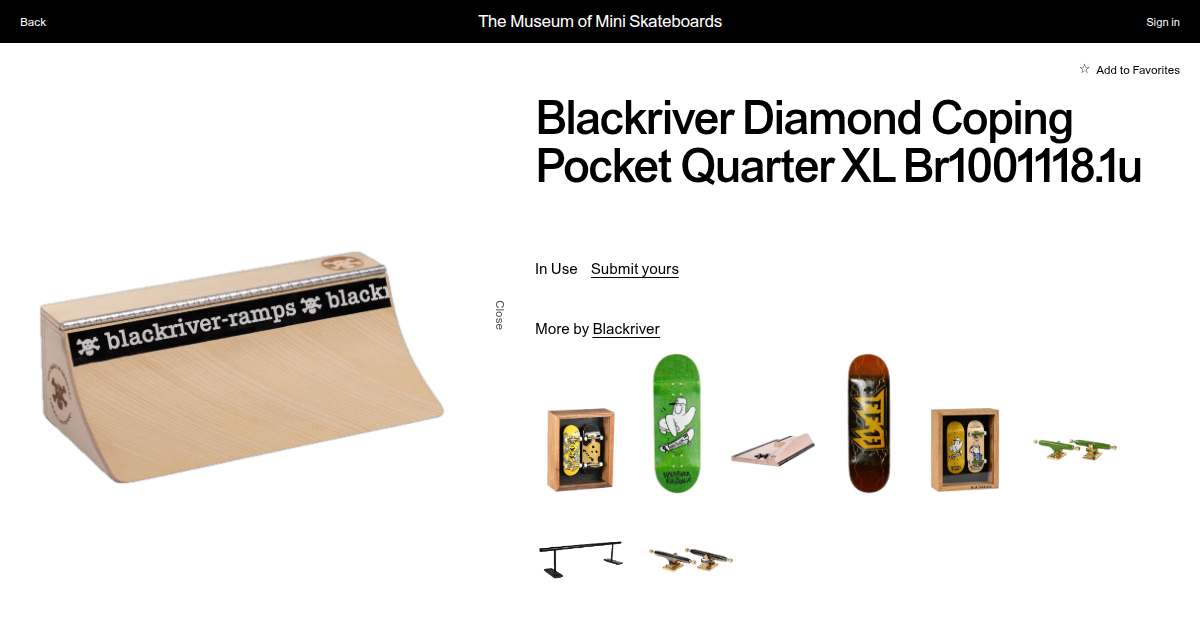 Back
The Museum of Mini Skateboards
Sign in
☆ Add to Favorites
Blackriver Diamond Coping
Pocket Quarter XL Br1001118.1u
blackriver-ramps
blackr
In Use Submit yours
Close
More by Blackriver